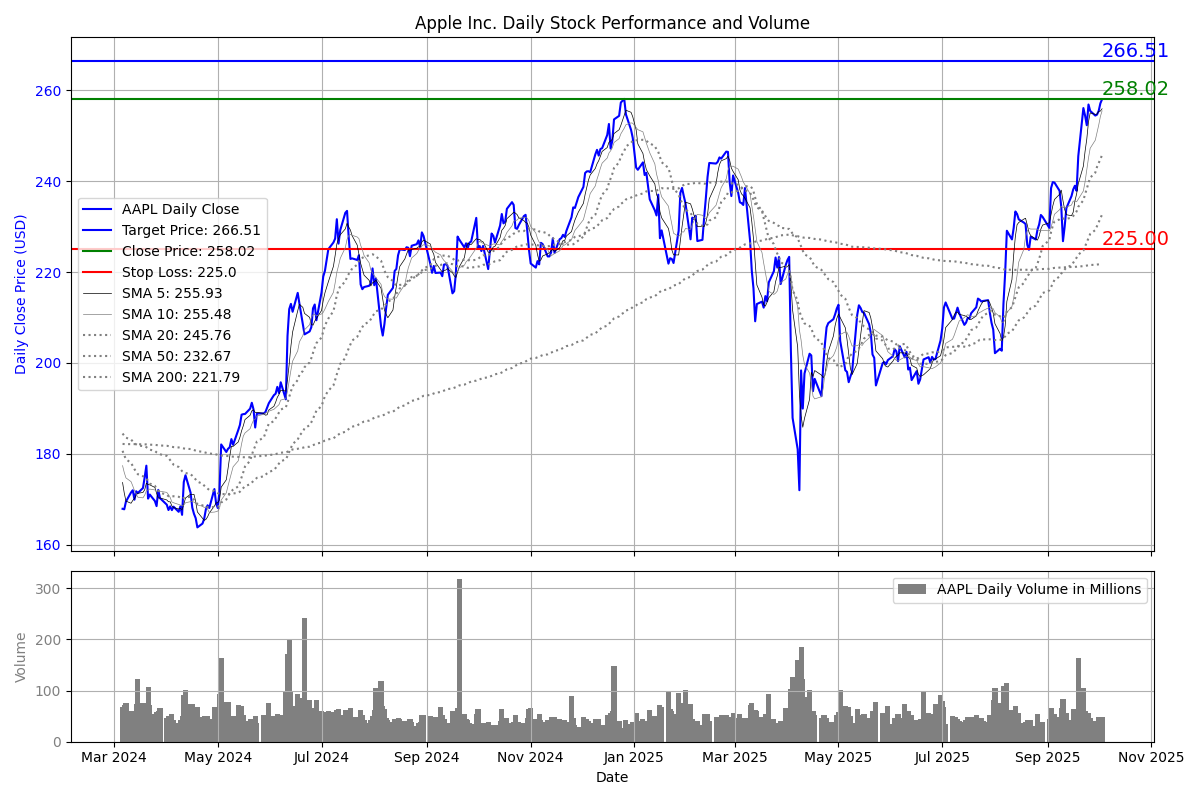 Apple Inc. Daily Stock Performance and Volume
266.51
258.02
225.00
Daily Close Price (USD)
260
240
220
200
180
160
AAPL Daily Close
Target Price: 266.51
Close Price: 258.02
Stop Loss: 225.0
SMA 5: 255.93
SMA 10: 255.48
SMA 20: 245.76
SMA 50: 232.67
SMA 200: 221.79
Volume
300
200
100
0
AAPL Daily Volume in Millions
Mar 2024 May 2024 Jul 2024 Sep 2024 Nov 2024 Jan 2025 Mar 2025 May 2025 Jul 2025 Sep 2025 Nov 2025
Date